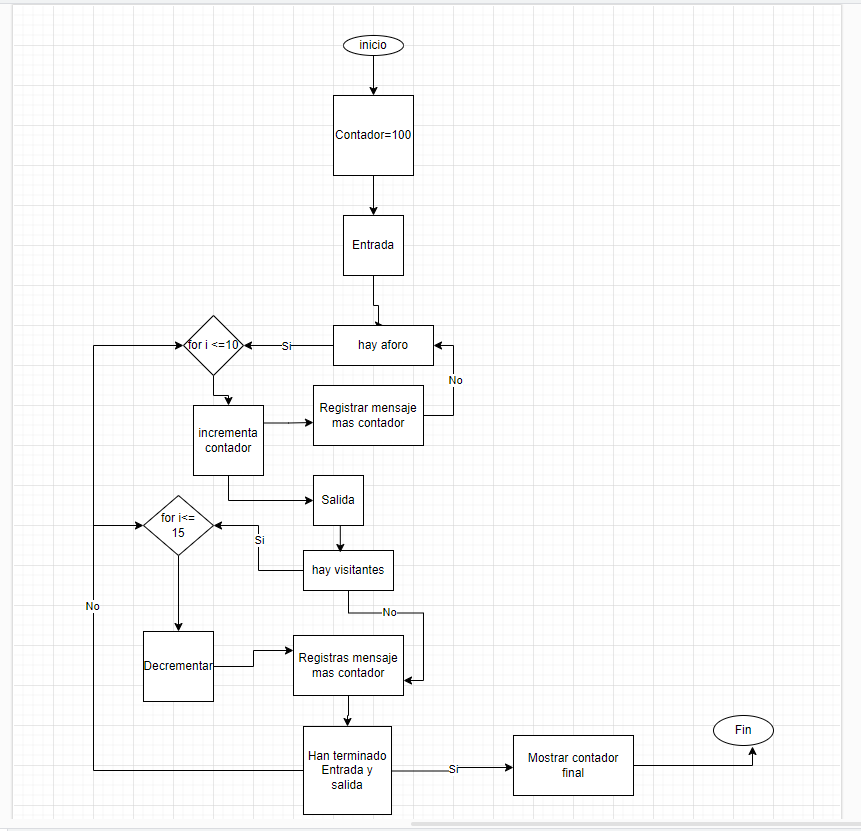 inicio
Contador=100
Entrada
for i <=10
Si
hay aforo
No
Registrar mensaje
mas contador
incrementa
contador
Salida
for i<=
15
Si
hay visitantes
No
No
Decrementar
Registras mensaje
mas contador
Han terminado
Entrada y
salida
Si
Mostrar contador
final
Fin